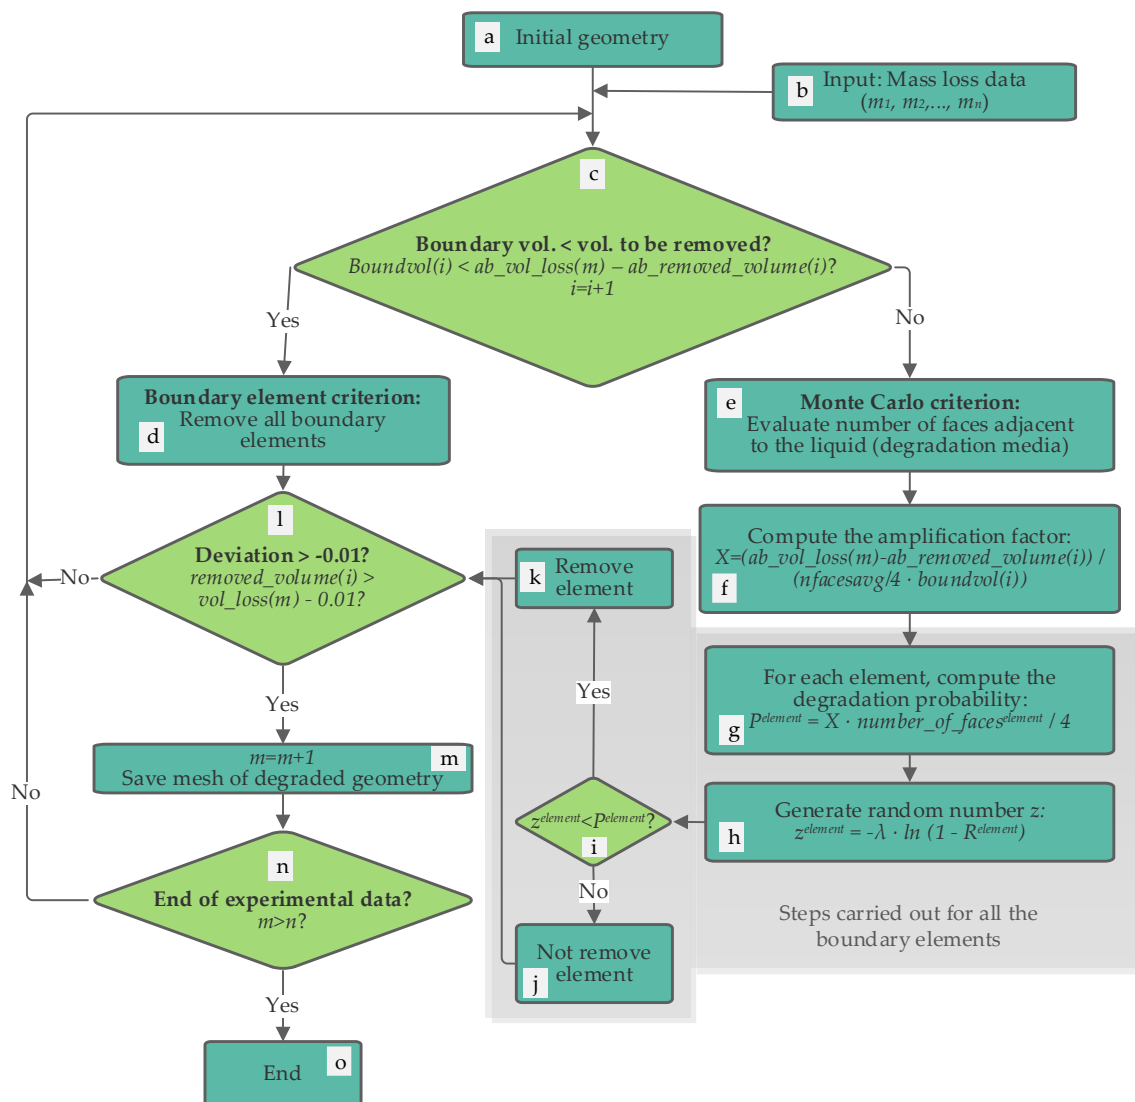 a Initial geometry
b Input: Mass loss data
(m1, m2,..., mn)
c
Boundary vol. < vol. to be removed?
Boundvol(i) < ab_vol_loss(m) – ab_removed_volume(i)?
i=i+1
Yes
No
Boundary element criterion:
d Remove all boundary
elements
e Monte Carlo criterion:
Evaluate number of faces adjacent
to the liquid (degradation media)
l
Deviation > -0.01?
removed_volume(i) >
vol_loss(m) - 0.01?
No
Yes
Compute the amplification factor:
X=(ab_vol_loss(m)-ab_removed_volume(i)) /
f (nfacesavg/4 · boundvol(i))
k Remove
element
For each element, compute the
degradation probability:
g Pelement = X · number_of_faceselement / 4
Yes
m=m+1 m
Save mesh of degraded geometry
No
Generate random number z:
h zelement = -λ · ln (1 - Relement)
zelement<Pelement?
i
No
n
End of experimental data?
m>n?
Not remove
j element
Steps carried out for all the
boundary elements
Yes
End o